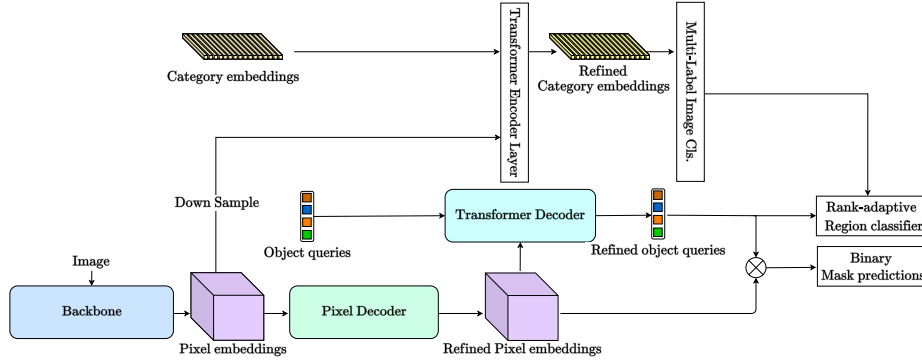 Category embeddings
Transformer Encoder
Layer
Refined
Category embeddings
Multi-Label Image
Cls.
Down Sample
Object queries
Transformer Decoder
Refined object queries
Rank-adaptive
Region classifier
Image
Backbone
Pixel embeddings
Pixel Decoder
Refined Pixel embeddings
Binary
Mask predictions